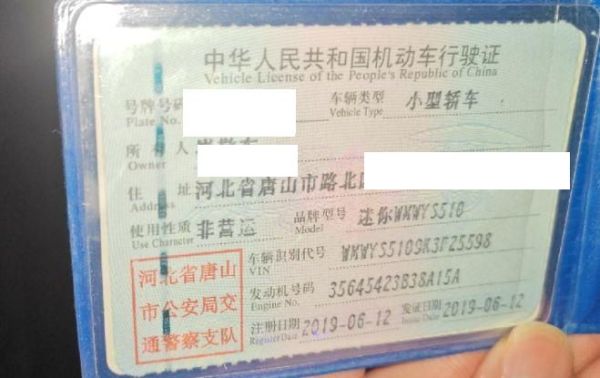 中华人民共和国机动车行驶证
Vehicle License of the People's Republic of China
号牌号码
Plate No.
车辆类型 小型轿车
Vehicle Type
所有人
Owner
住址 河北省唐山市路北
Address
使用性质 非营运
Use Character
品牌型号 迷你WMWYS510
Model
车辆识别代号 WMWYS5109K3F25598
VIN
发动机号码 35645423B38A15A
Engine No.
注册日期 2019-06-12
Register Date
发证日期 2019-06-12
Issue Date
河北省唐山
市公安局交
通警察支队